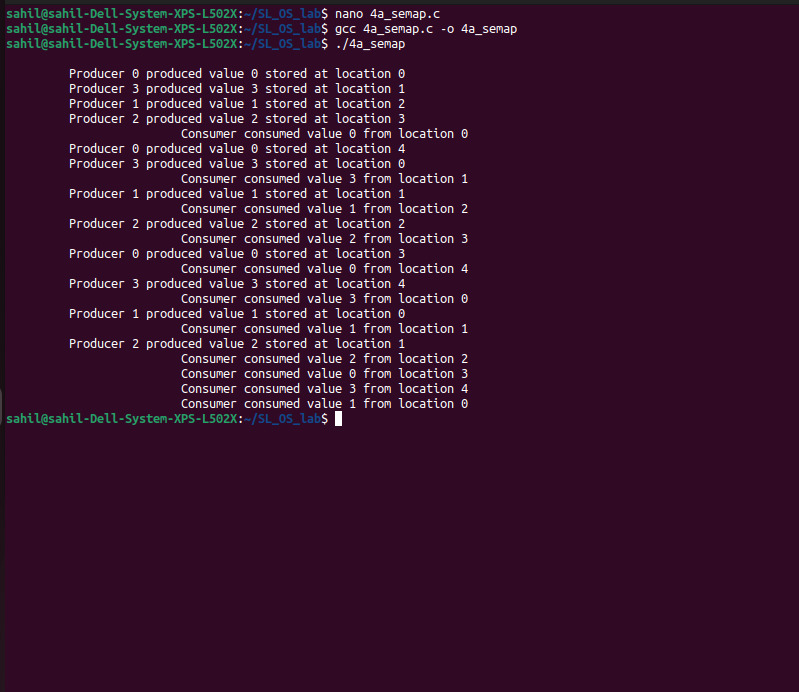 sahil@sahil-Dell-System-XPS-L502X:~/SL_OS_lab$ nano 4a_semap.c
sahil@sahil-Dell-System-XPS-L502X:~/SL_OS_lab$ gcc 4a_semap.c -o 4a_semap
sahil@sahil-Dell-System-XPS-L502X:~/SL_OS_lab$ ./4a_semap
Producer 0 produced value 0 stored at location 0
Producer 3 produced value 3 stored at location 1
Producer 1 produced value 1 stored at location 2
Producer 2 produced value 2 stored at location 3
Consumer consumed value 0 from location 0
Producer 0 produced value 0 stored at location 4
Producer 3 produced value 3 stored at location 0
Consumer consumed value 3 from location 1
Producer 1 produced value 1 stored at location 1
Consumer consumed value 1 from location 2
Producer 2 produced value 2 stored at location 2
Consumer consumed value 2 from location 3
Producer 0 produced value 0 stored at location 3
Consumer consumed value 0 from location 4
Producer 3 produced value 3 stored at location 4
Consumer consumed value 3 from location 0
Producer 1 produced value 1 stored at location 0
Consumer consumed value 1 from location 1
Producer 2 produced value 2 stored at location 1
Consumer consumed value 2 from location 2
Consumer consumed value 0 from location 3
Consumer consumed value 3 from location 4
Consumer consumed value 1 from location 0
sahil@sahil-Dell-System-XPS-L502X:~/SL_OS_lab$